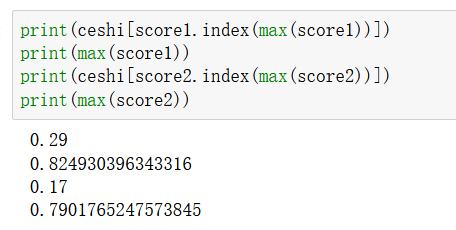 print(ceshi[score1.index(max(score1))])
print(max(score1))
print(ceshi[score2.index(max(score2))])
print(max(score2))
0.29
0.824930396343316
0.17
0.7901765247573845